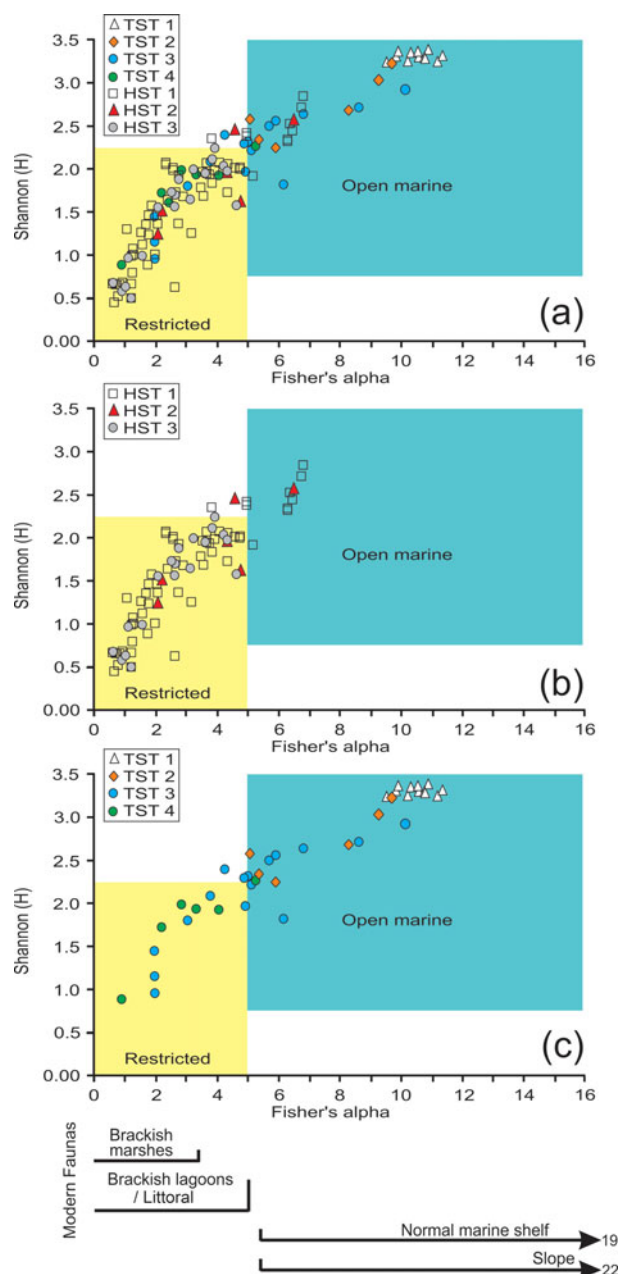 TST 1
TST 2
TST 3
TST 4
HST 1
HST 2
HST 3
3.5
3.0
2.5
2.0
1.5
1.0
0.5
0.00
Shannon (H)
Open marine
Restricted
(a)
0 2 4 6 8 10 12 14 16
Fisher's alpha
HST 1
HST 2
HST 3
3.5
3.0
2.5
2.0
1.5
1.0
0.5
0.00
Shannon (H)
Open marine
Restricted
(b)
0 2 4 6 8 10 12 14 16
Fisher's alpha
TST 1
TST 2
TST 3
TST 4
3.5
3.0
2.5
2.0
1.5
1.0
0.5
0.00
Shannon (H)
Open marine
Restricted
(c)
0 2 4 6 8 10 12 14 16
Fisher's alpha
Modern Faunas
Brackish
marshes
Brackish lagoons
/ Littoral
Normal marine shelf 19
Slope 22